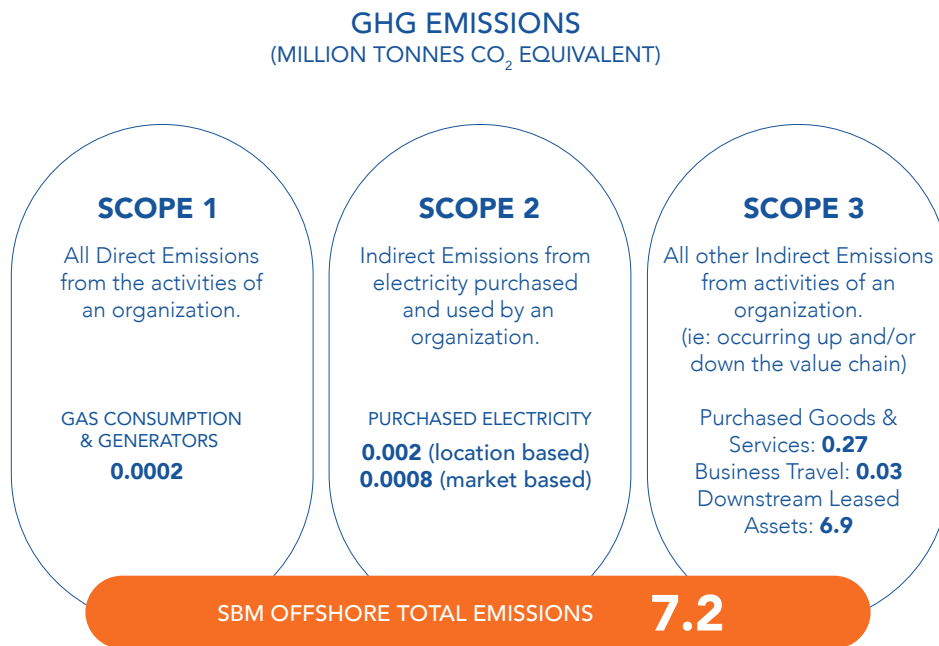 GHG EMISSIONS
(MILLION TONNES CO₂ EQUIVALENT)
SCOPE 1
All Direct Emissions
from the activities of
an organization.
GAS CONSUMPTION
& GENERATORS
0.0002
SCOPE 2
Indirect Emissions from
electricity purchased
and used by an
organization.
PURCHASED ELECTRICITY
0.002 (location based)
0.0008 (market based)
SCOPE 3
All other Indirect Emissions
from activities of an
organization.
(ie: occurring up and/or
down the value chain)
Purchased Goods &
Services: 0.27
Business Travel: 0.03
Downstream Leased
Assets: 6.9
SBM OFFSHORE TOTAL EMISSIONS 7.2